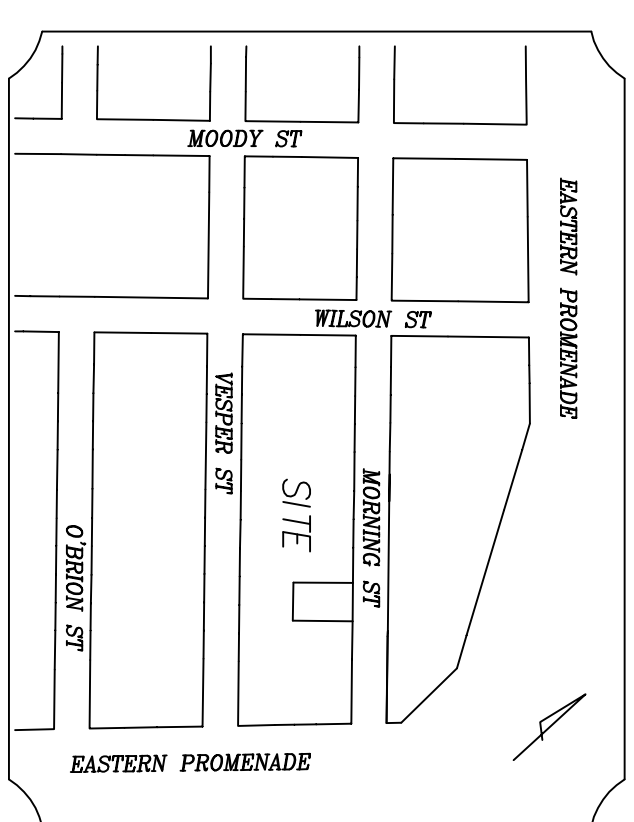 MOODY ST
EASTERN PROMENADE
WILSON ST
VESPER ST
MORNING ST
SITE
O'BRION ST
EASTERN PROMENADE